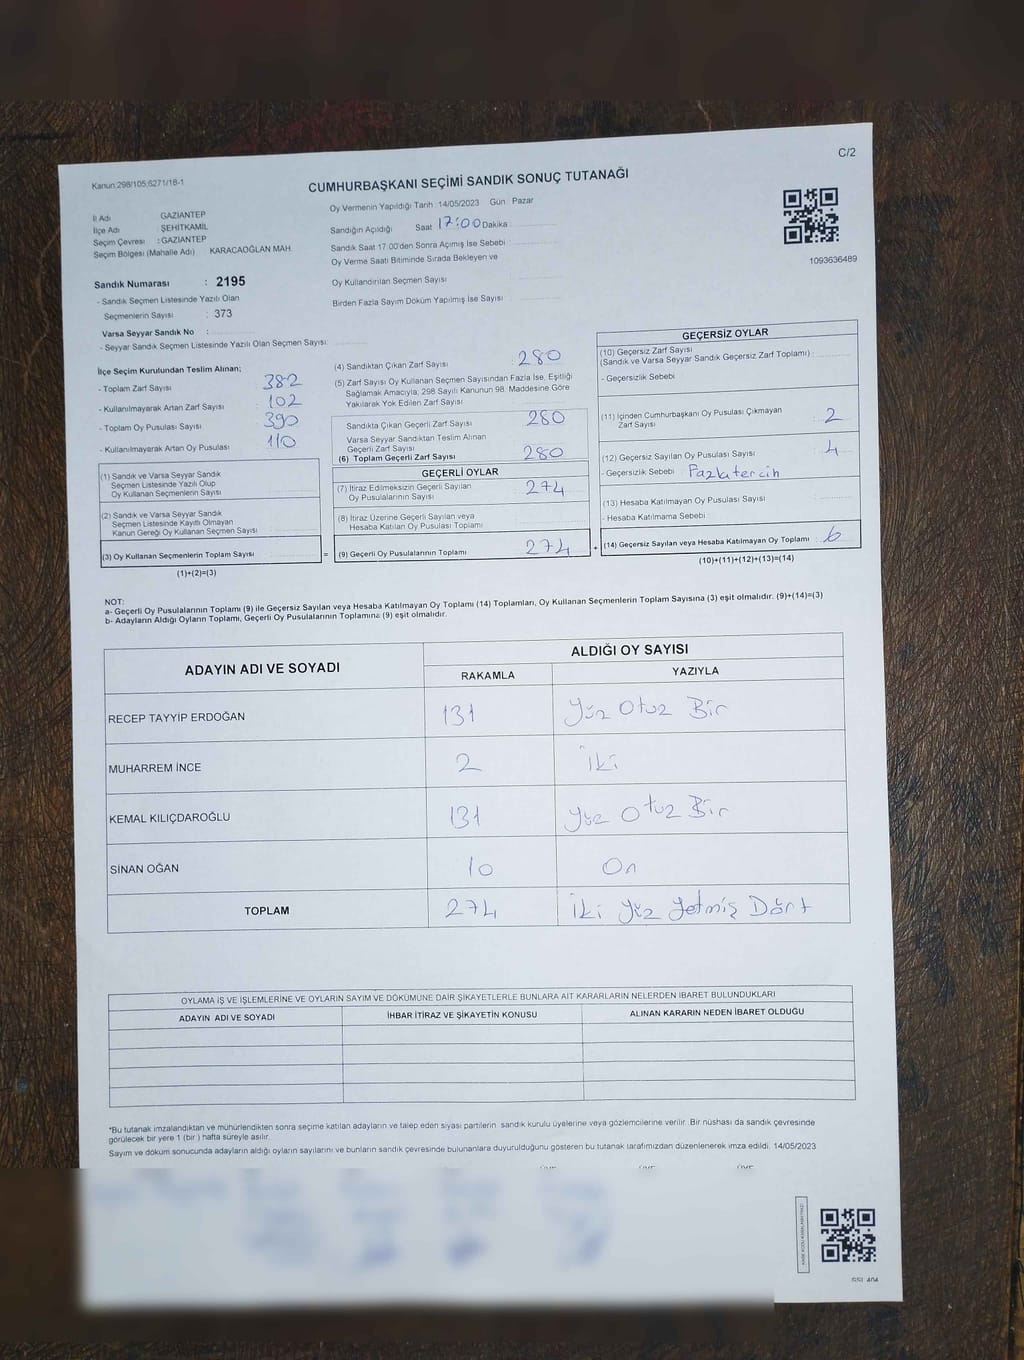 Kanun:298/105;6271/18-1
C/2
CUMHURBAŞKANI SEÇİMİ SANDIK SONUÇ TUTANAĞI
İl Adı GAZİANTEP
İlçe Adı : ŞEHİTKAMİL
Seçim Çevresi : GAZİANTEP
Seçim Bölgesi (Mahalle Adı) KARACAOĞLAN MAH.
Oy Vermenin Yapıldığı Tarih :14/05/2023 Gün : Pazar
Sandığın Açıldığı Saat 17:00 Dakika :
Sandık Saat 17:00'den Sonra Açımış İse Sebebi
Oy Verme Saati Bitiminde Sırada Bekleyen ve
Oy Kullandırılan Seçmen Sayısı
Birden Fazla Sayım Döküm Yapılmış İse Sayısı
1093636489
Sandık Numarası : 2195
- Sandık Seçmen Listesinde Yazılı Olan
Seçmenlerin Sayısı : 373
Varsa Seyyar Sandık No :
- Seyyar Sandık Seçmen Listesinde Yazılı Olan Seçmen Sayısı:
İlçe Seçim Kurulundan Teslim Alınan;
- Toplam Zarf Sayısı : 382
- Kullanılmayarak Artan Zarf Sayısı : 102
- Toplam Oy Pusulası Sayısı : 390
- Kullanılmayarak Artan Oy Pusulası : 110
(1) Sandık ve Varsa Seyyar Sandık
Seçmen Listesinde Yazılı Olup
Oy Kullanan Seçmenlerin Sayısı
(2) Sandık ve Varsa Seyyar Sandık
Seçmen Listesinde Kayıtlı Olmayan
Kanun Gereği Oy Kullanan Seçmen Sayısı
(3) Oy Kullanan Seçmenlerin Toplam Sayısı =
(1)+(2)=(3)
(4) Sandıktan Çıkan Zarf Sayısı : 280
(5) Zarf Sayısı Oy Kullanan Seçmen Sayısından Fazla İse, Eşitliği
Sağlamak Amacıyla; 298 Sayılı Kanunun 98. Maddesine Göre
Yakılarak Yok Edilen Zarf Sayısı
Sandıkta Çıkan Geçerli Zarf Sayısı : 280
Varsa Seyyar Sandıktan Teslim Alınan
Geçerli Zarf Sayısı
(6) Toplam Geçerli Zarf Sayısı : 280
GEÇERLİ OYLAR
(7) İtiraz Edilmeksizin Geçerli Sayılan
Oy Pusulalarının Sayısı : 274
(8) İtiraz Üzerine Geçerli Sayılan veya
Hesaba Katılan Oy Pusulası Toplamı
(9) Geçerli Oy Pusulalarının Toplamı : 274 +
GEÇERSİZ OYLAR
(10) Geçersiz Zarf Sayısı
(Sandık ve Varsa Seyyar Sandık Geçersiz Zarf Toplamı) :
- Geçersizlik Sebebi
(11) İçinden Cumhurbaşkanı Oy Pusulası Çıkmayan
Zarf Sayısı : 2
(12) Geçersiz Sayılan Oy Pusulası Sayısı : 4
- Geçersizlik Sebebi : Fazla tercih
(13) Hesaba Katılmayan Oy Pusulası Sayısı
- Hesaba Katılmama Sebebi :
(14) Geçersiz Sayılan veya Hesaba Katılmayan Oy Toplamı : 6
(10)+(11)+(12)+(13)=(14)
NOT:
a- Geçerli Oy Pusulalarının Toplamı (9) ile Geçersiz Sayılan veya Hesaba Katılmayan Oy Toplamı (14) Toplamları, Oy Kullanan Seçmenlerin Toplam Sayısına (3) eşit olmalıdır. (9)+(14)=(3)
b- Adayların Aldığı Oyların Toplamı, Geçerli Oy Pusulalarının Toplamına (9) eşit olmalıdır.
ADAYIN ADI VE SOYADI ALDIĞI OY SAYISI
RAKAMLA YAZIYLA
RECEP TAYYİP ERDOĞAN 131 Yüz Otuz Bir
MUHARREM İNCE 2 İki
KEMAL KILIÇDAROĞLU 131 Yüz Otuz Bir
SİNAN OĞAN 10 On
TOPLAM 274 İki Yüz Yetmiş Dört
OYLAMA İŞ VE İŞLEMLERİNE VE OYLARIN SAYIM VE DÖKÜMÜNE DAİR ŞİKAYETLERLE BUNLARA AİT KARARLARIN NELERDEN İBARET BULUNDUKLARI
ADAYIN ADI VE SOYADI İHBAR İTİRAZ VE ŞİKAYETİN KONUSU ALINAN KARARIN NEDEN İBARET OLDUĞU
*Bu tutanak imzalandıktan ve mühürlendikten sonra seçime katılan adayların ve talep eden siyasi partilerin sandık kurulu üyelerine veya gözlemcilerine verilir. Bir nüshası da sandık çevresinde
görülecek bir yere 1 (bir ) hafta süreyle asılır.
Sayım ve döküm sonucunda adayların aldığı oyların sayılarını ve bunların sandık çevresinde bulunanlara duyurulduğunu gösteren bu tutanak tarafımızdan düzenlenerek imza edildi. 14/05/2023